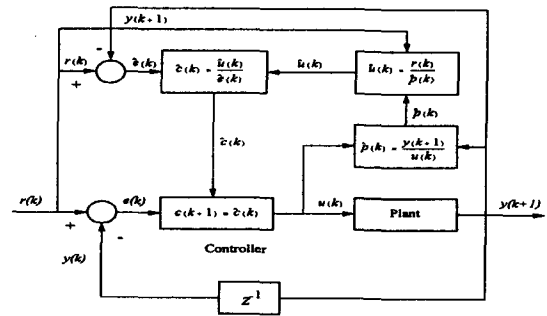 y(k+1)
-
r(k)
+
ẽ(k)
c̃(k) = ũ(k)/ẽ(k)
ũ(k)
ũ(k) = r(k)/p̃(k)
p̃(k)
c̃(k)
p̃(k) = y(k+1)/u(k)
r(k)
+
e(k)
-
c(k+1) = c̃(k)
u(k)
Plant
y(k+1)
Controller
y(k)
Z⁻¹